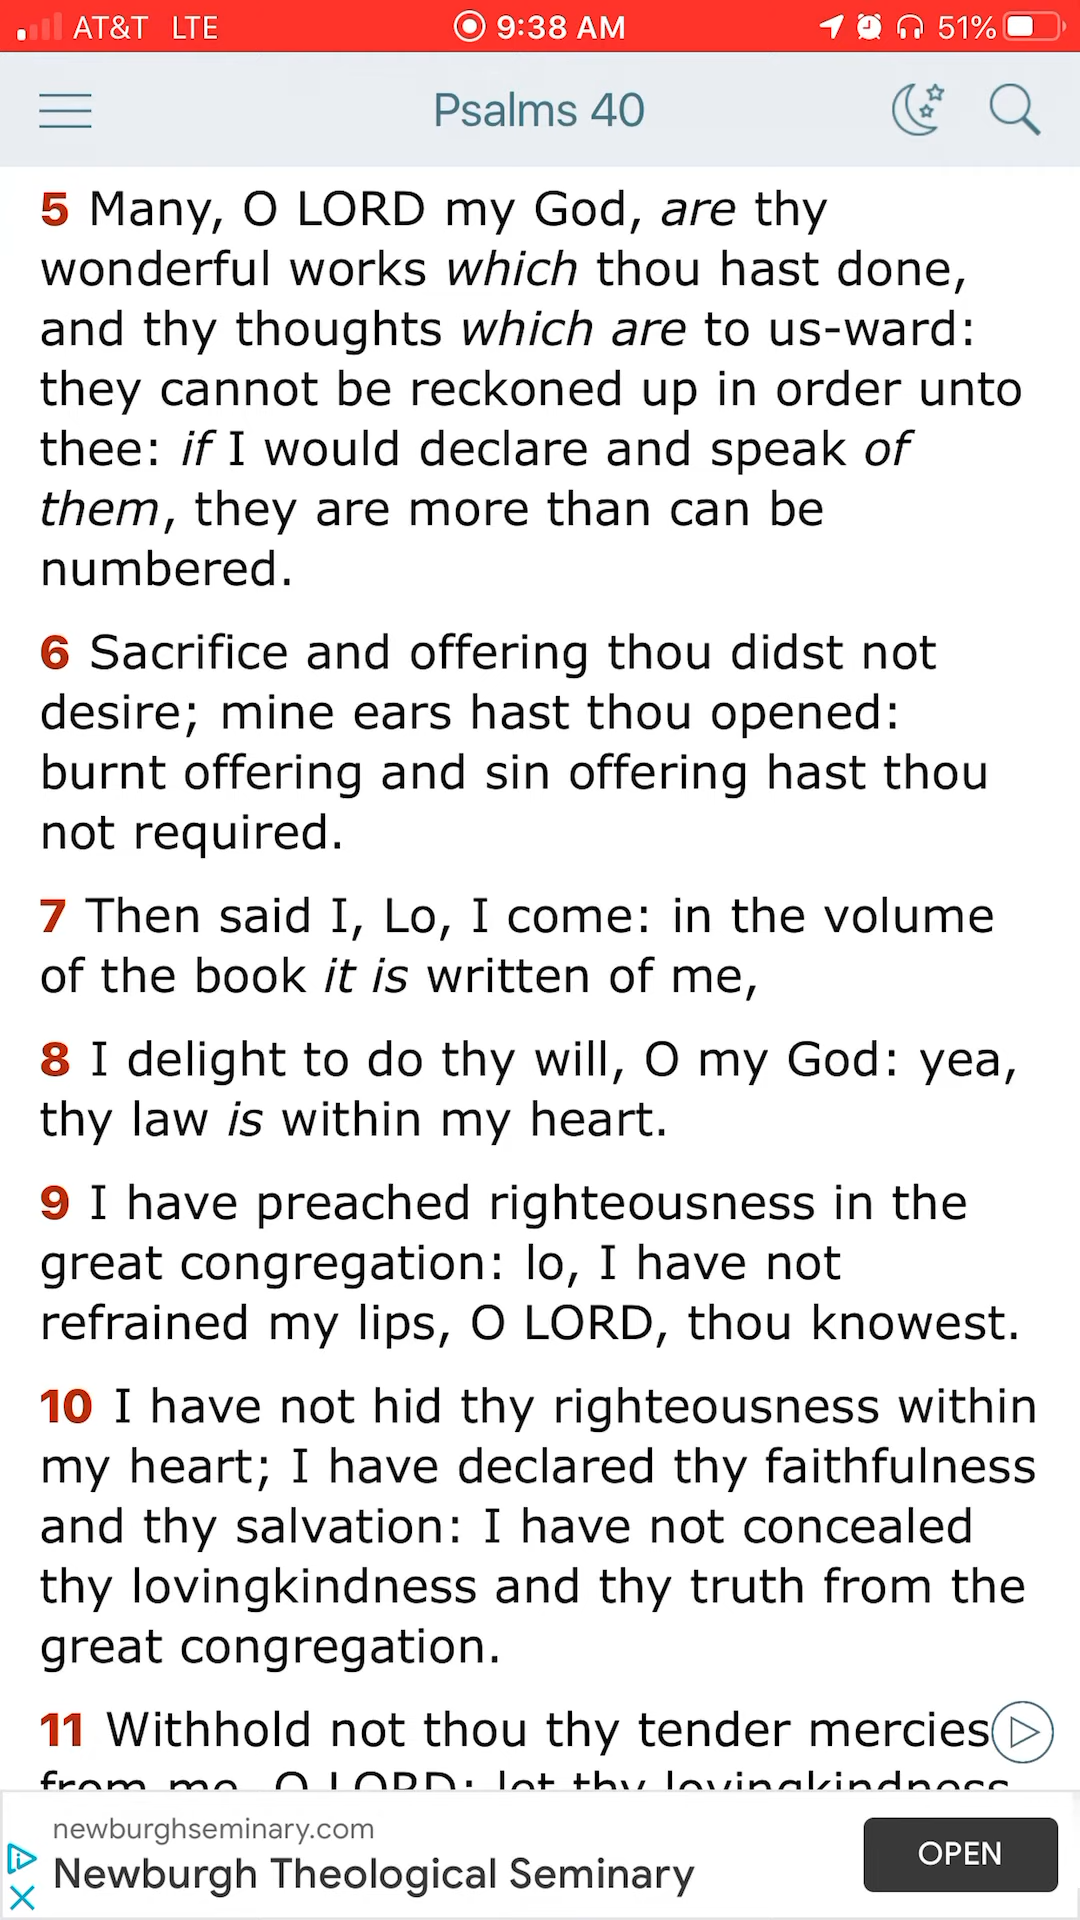 AT&T LTE 9:38 AM 51%
Psalms 40
5 Many, O LORD my God, are thy
wonderful works which thou hast done,
and thy thoughts which are to us-ward:
they cannot be reckoned up in order unto
thee: if I would declare and speak of
them, they are more than can be
numbered.
6 Sacrifice and offering thou didst not
desire; mine ears hast thou opened:
burnt offering and sin offering hast thou
not required.
7 Then said I, Lo, I come: in the volume
of the book it is written of me,
8 I delight to do thy will, O my God: yea,
thy law is within my heart.
9 I have preached righteousness in the
great congregation: lo, I have not
refrained my lips, O LORD, thou knowest.
10 I have not hid thy righteousness within
my heart; I have declared thy faithfulness
and thy salvation: I have not concealed
thy lovingkindness and thy truth from the
great congregation.
11 Withhold not thou thy tender mercies
from me, O LORD: let thy lovingkindness
newburghseminary.com
Newburgh Theological Seminary
OPEN